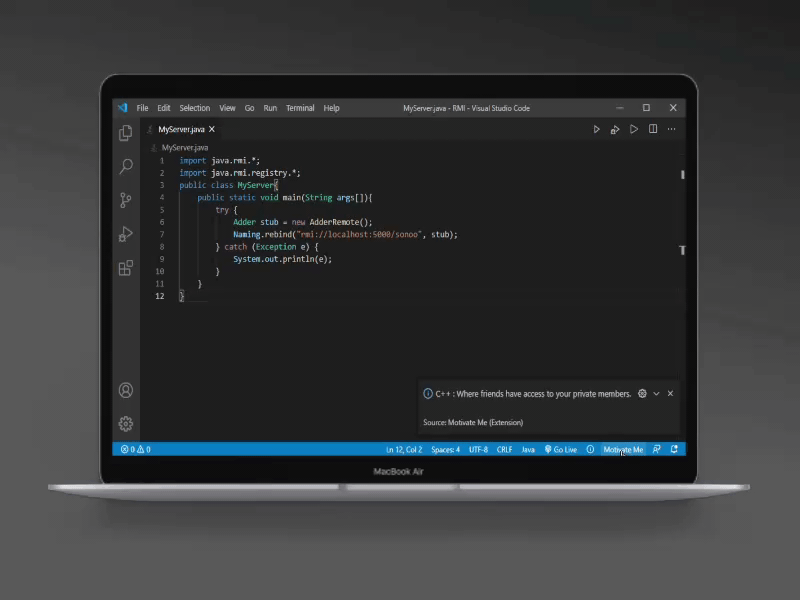 File Edit Selection View Go Run Terminal Help MyServer.java - RMI - Visual Studio Code
MyServer.java
MyServer.java
1 import java.rmi.*;
2 import java.rmi.registry.*;
3 public class MyServer{
4 public static void main(String args[]){
5 try {
6 Adder stub = new AdderRemote();
7 Naming.rebind("rmi://localhost:5000/sonoo", stub);
8 } catch (Exception e) {
9 System.out.println(e);
10 }
11 }
12 }
C++ : Where friends have access to your private members.
Source: Motivate Me (Extension)
0 0 Ln 12, Col 2 Spaces: 4 UTF-8 CRLF Java Go Live Motivate Me
MacBook Air